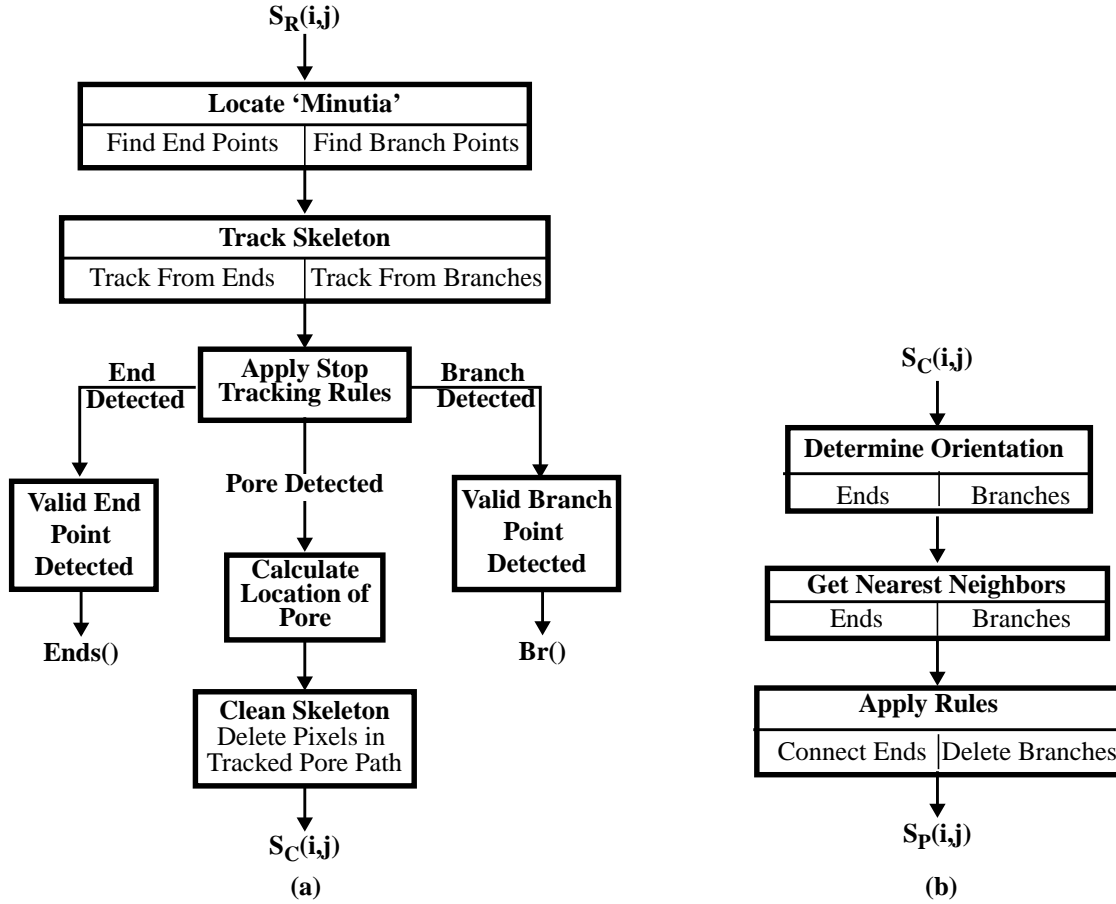 S_R(i,j)
Locate ‘Minutia’
Find End Points
Find Branch Points
Track Skeleton
Track From Ends
Track From Branches
End
Detected
Apply Stop
Tracking Rules
Branch
Detected
Pore Detected
Valid End
Point
Detected
Valid Branch
Point
Detected
Calculate
Location of
Pore
Ends()
Br()
Clean Skeleton
Delete Pixels in
Tracked Pore Path
S_C(i,j)
(a)
S_C(i,j)
Determine Orientation
Ends
Branches
Get Nearest Neighbors
Ends
Branches
Apply Rules
Connect Ends
Delete Branches
S_P(i,j)
(b)